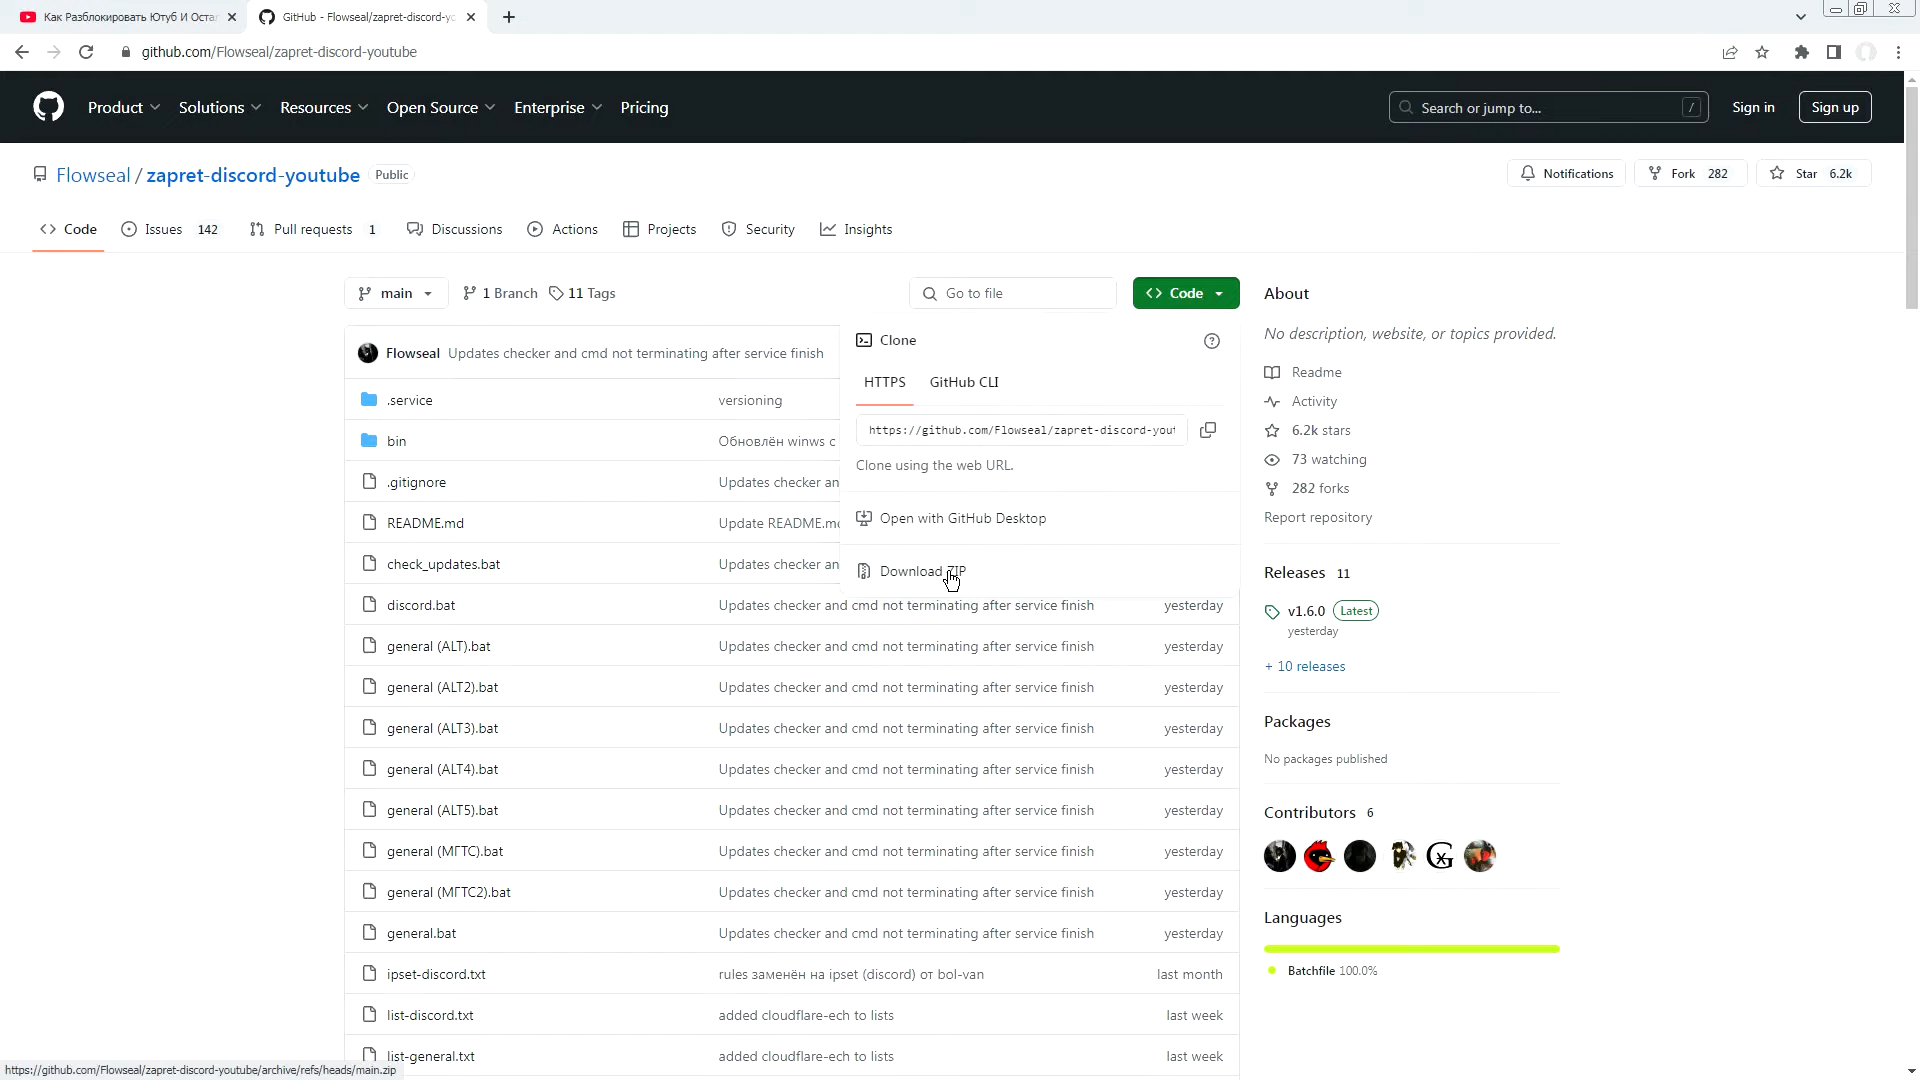 Как Разблокировать Ютуб И Оста
GitHub - Flowseal/zapret-discord-yo
github.com/Flowseal/zapret-discord-youtube
Product
Solutions
Resources
Open Source
Enterprise
Pricing
Search or jump to...
/
Sign in
Sign up
Flowseal / zapret-discord-youtube
Public
Notifications
Fork 282
Star 6.2k
Code
Issues 142
Pull requests 1
Discussions
Actions
Projects
Security
Insights
main
1 Branch
11 Tags
Go to file
Code
Flowseal Updates checker and cmd not terminating after service finish
.service versioning
bin Обновлён winws с
.gitignore Updates checker an
README.md Update README.m
check_updates.bat Updates checker an
discord.bat Updates checker and cmd not terminating after service finish yesterday
general (ALT).bat Updates checker and cmd not terminating after service finish yesterday
general (ALT2).bat Updates checker and cmd not terminating after service finish yesterday
general (ALT3).bat Updates checker and cmd not terminating after service finish yesterday
general (ALT4).bat Updates checker and cmd not terminating after service finish yesterday
general (ALT5).bat Updates checker and cmd not terminating after service finish yesterday
general (МГТС).bat Updates checker and cmd not terminating after service finish yesterday
general (МГТС2).bat Updates checker and cmd not terminating after service finish yesterday
general.bat Updates checker and cmd not terminating after service finish yesterday
ipset-discord.txt rules заменён на ipset (discord) от bol-van last month
list-discord.txt added cloudflare-ech to lists last week
list-general.txt added cloudflare-ech to lists last week
Clone
HTTPS
GitHub CLI
https://github.com/Flowseal/zapret-discord-yout
Clone using the web URL.
Open with GitHub Desktop
Download ZIP
About
No description, website, or topics provided.
Readme
Activity
6.2k stars
73 watching
282 forks
Report repository
Releases 11
v1.6.0 Latest
yesterday
+ 10 releases
Packages
No packages published
Contributors 6
Languages
Batchfile 100.0%
https://github.com/Flowseal/zapret-discord-youtube/archive/refs/heads/main.zip